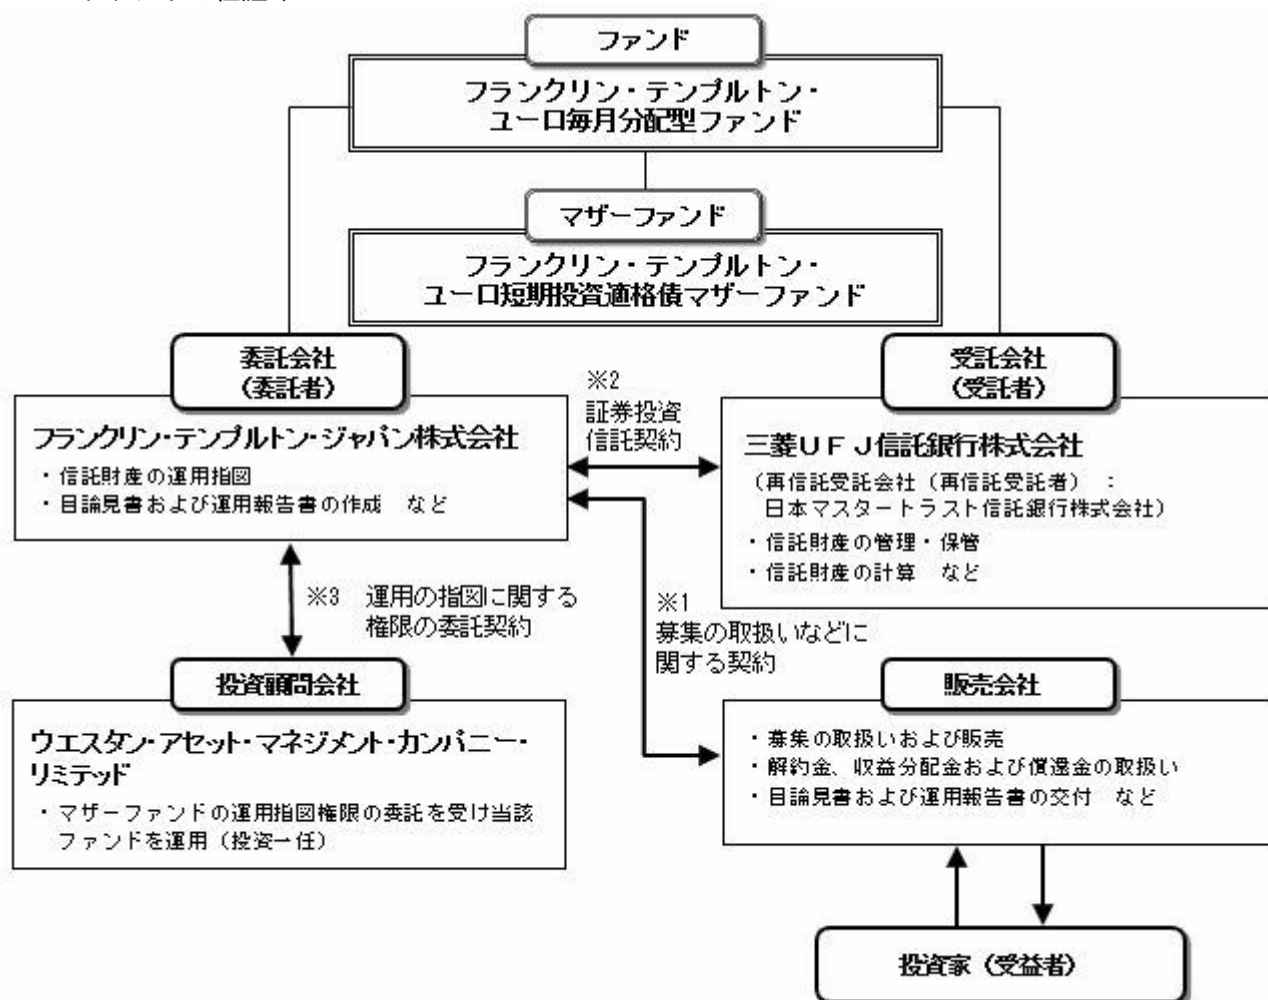 ファンド
フランクリン・テンプルトン・
ユーロ毎月分配型ファンド
マザーファンド
フランクリン・テンプルトン・
ユーロ短期投資適格債マザーファンド
委託会社
（委託者）
フランクリン・テンプルトン・ジャパン株式会社
・信託財産の運用指図
・目論見書および運用報告書の作成　など
※2
証券投資
信託契約
受託会社
（受託者）
三菱ＵＦＪ信託銀行株式会社
（再信託受託会社（再信託受託者）　：
日本マスタートラスト信託銀行株式会社）
・信託財産の管理・保管
・信託財産の計算　など
※3　運用の指図に関する
権限の委託契約
※1
募集の取扱いなどに
関する契約
投資顧問会社
ウエスタン・アセット・マネジメント・カンパニー・
リミテッド
・マザーファンドの運用指図権限の委託を受け当該
ファンドを運用（投資一任）
販売会社
・募集の取扱いおよび販売
・解約金、収益分配金および償還金の取扱い
・目論見書および運用報告書の交付　など
投資家（受益者）